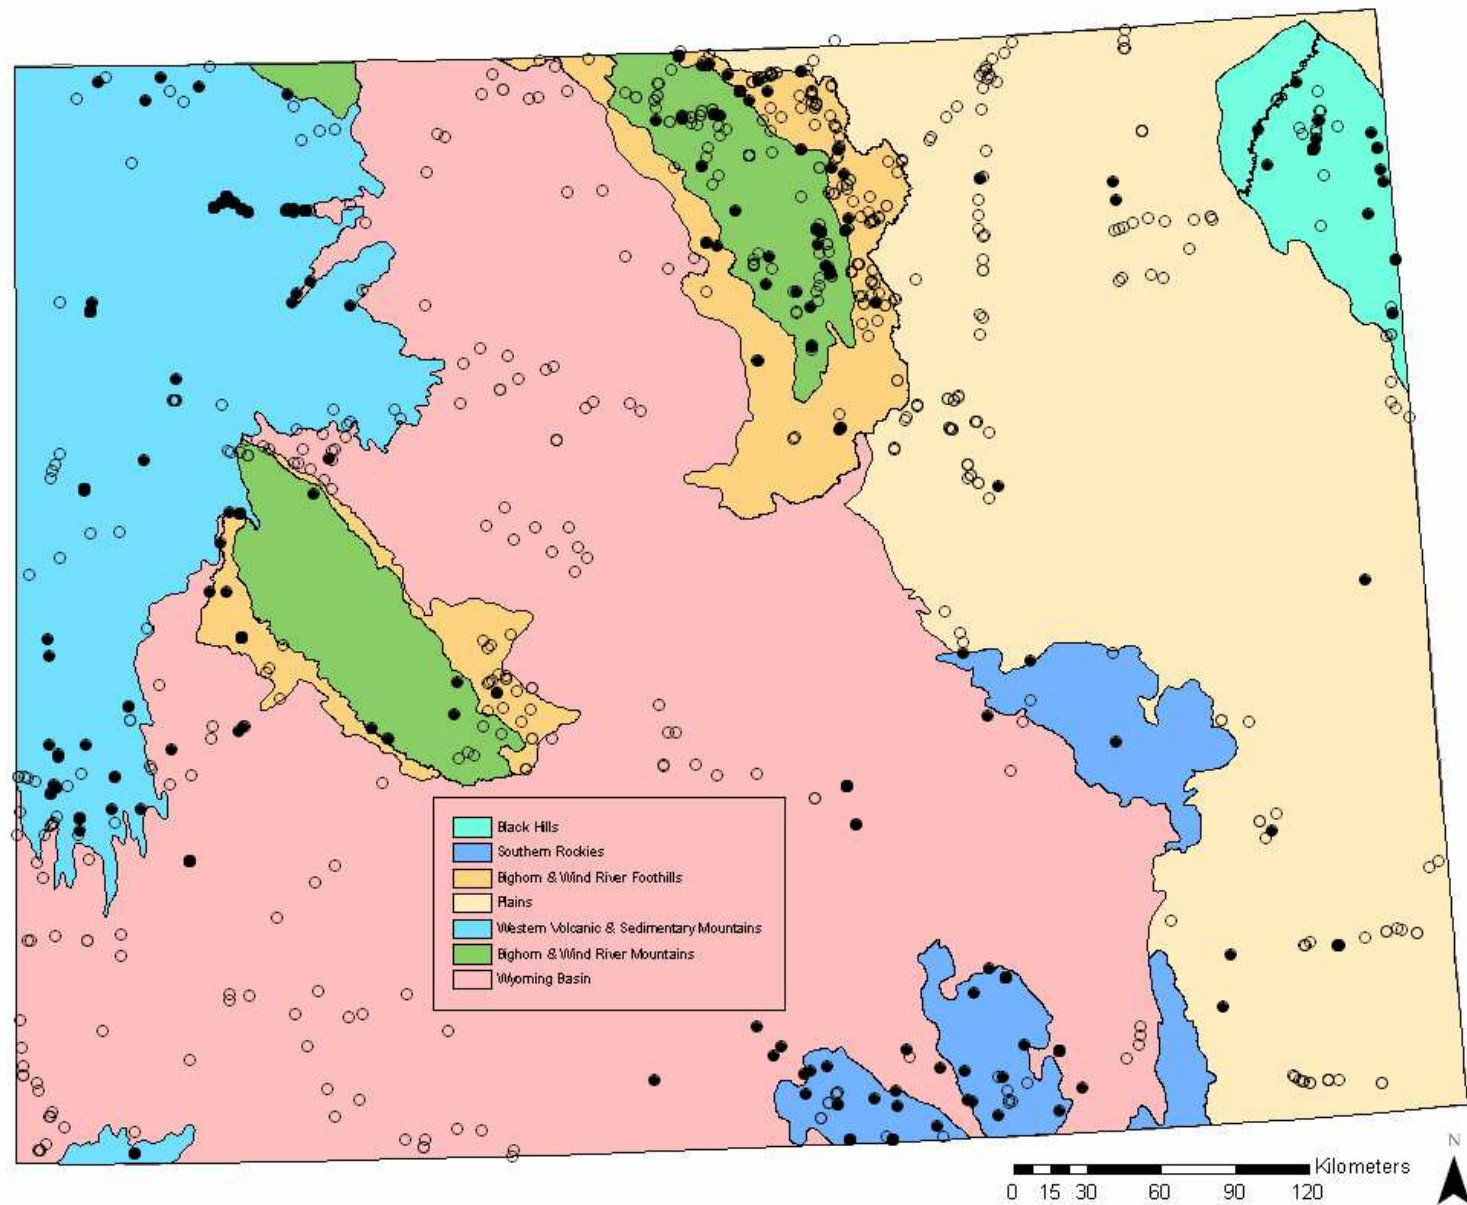 Black Hills
Southern Rockies
Bighorn & Wind River Foothills
Plains
Western Volcanic & Sedimentary Mountains
Bighorn & Wind River Mountains
Wyoming Basin
N
Kilometers
0 15 30 60 90 120